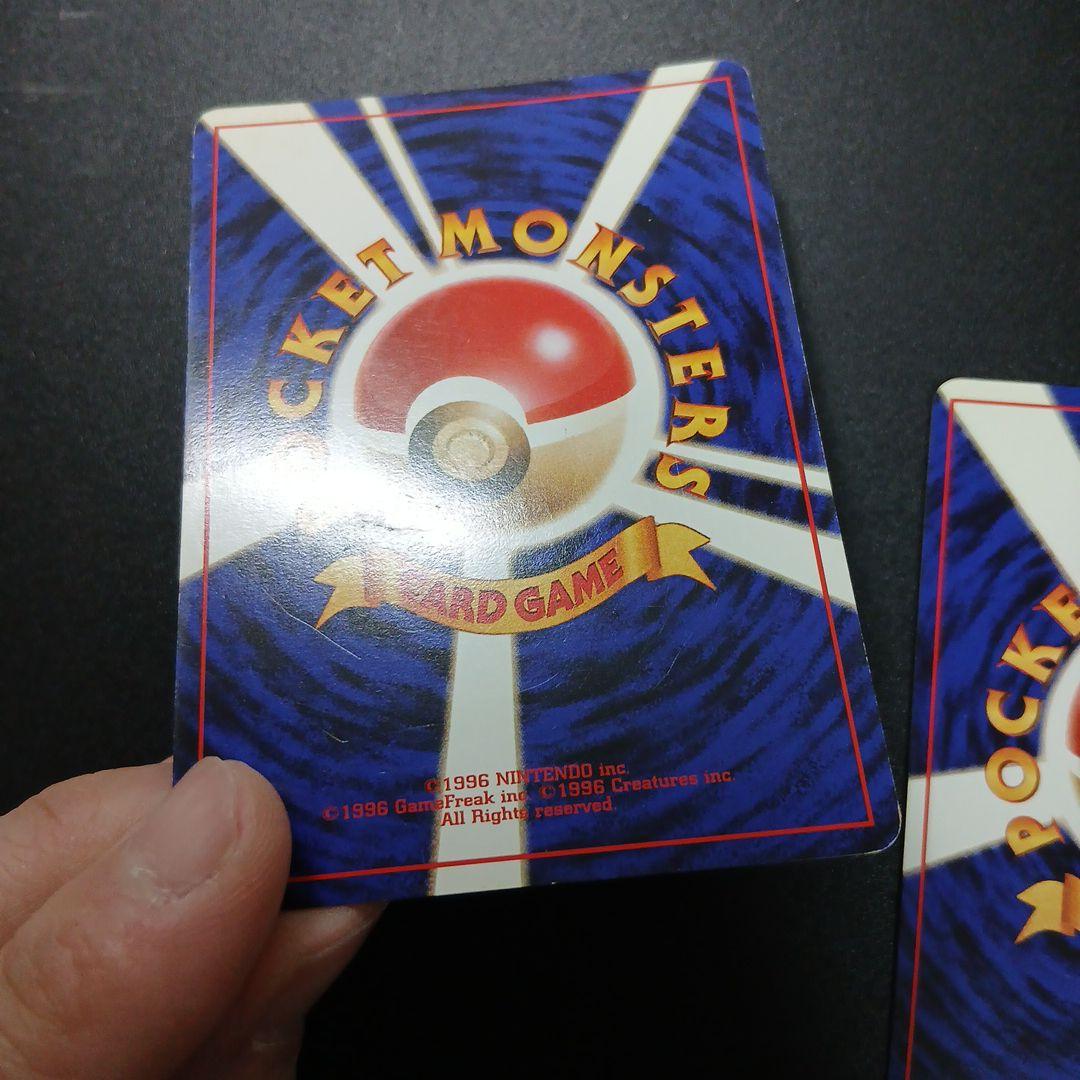 POCKET MONSTERS
CARD GAME
©1996 NINTENDO inc.
©1996 GameFreak inc. ©1996 Creatures inc.
All Rights reserved.
POCKE